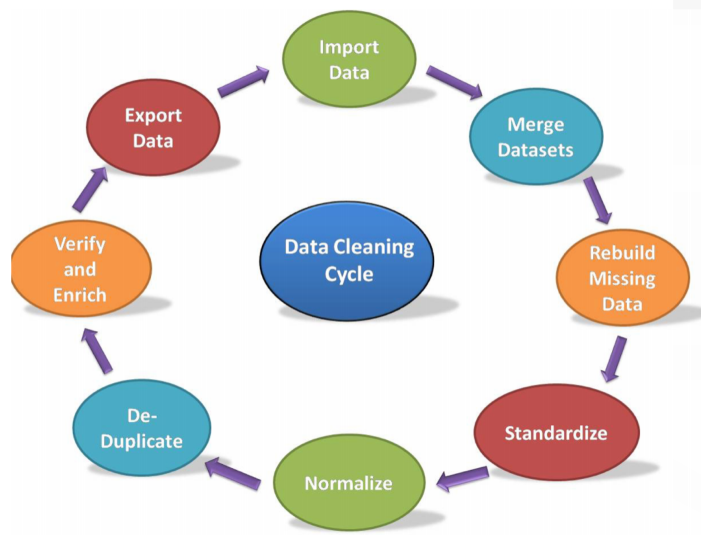 Import
Data
Merge
Datasets
Rebuild
Missing
Data
Standardize
Normalize
De-
Duplicate
Verify
and
Enrich
Export
Data
Data Cleaning
Cycle